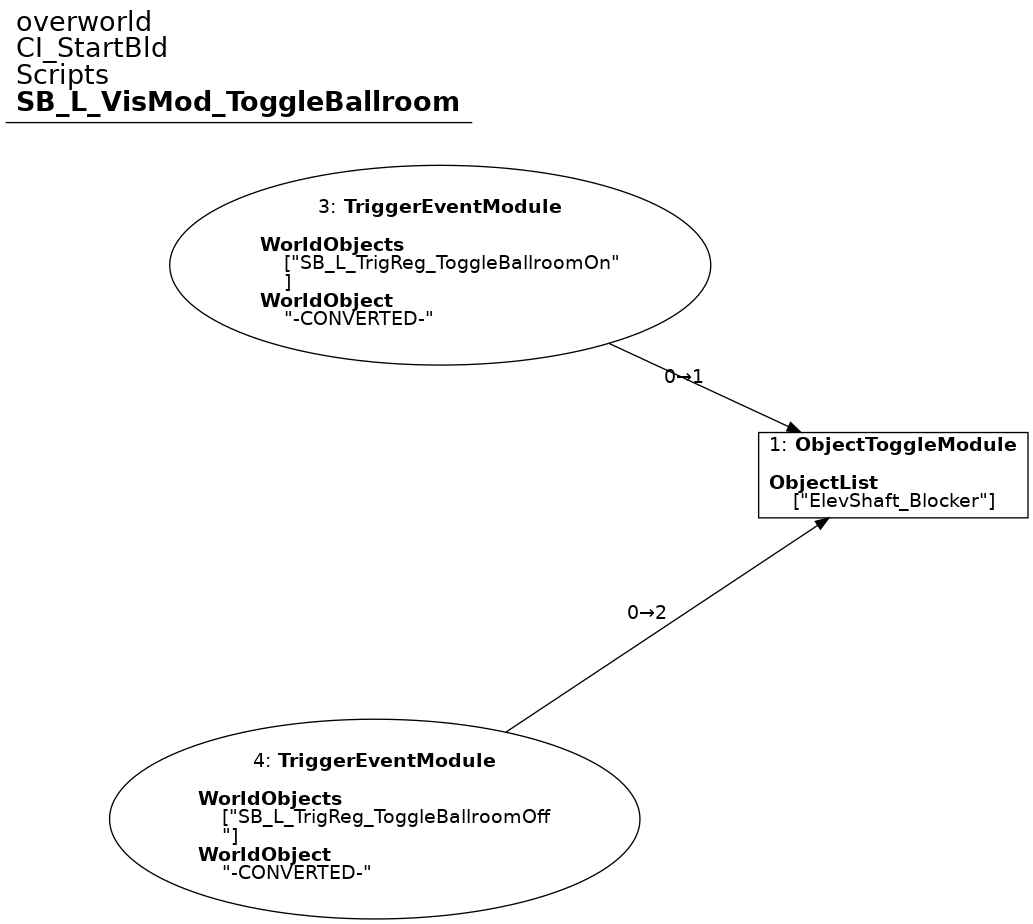 overworld
CI_StartBld
Scripts
SB_L_VisMod_ToggleBallroom
3: TriggerEventModule
WorldObjects
["SB_L_TrigReg_ToggleBallroomOn"
]
WorldObject
"-CONVERTED-"
0→1
1: ObjectToggleModule
ObjectList
["ElevShaft_Blocker"]
0→2
4: TriggerEventModule
WorldObjects
["SB_L_TrigReg_ToggleBallroomOff
"]
WorldObject
"-CONVERTED-"